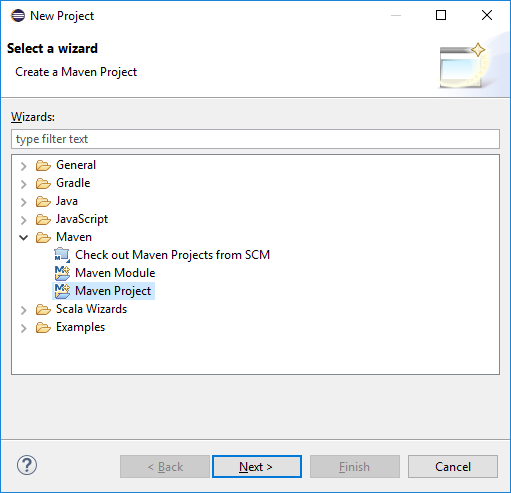 New Project
Select a wizard
Create a Maven Project
Wizards:
type filter text
General
Gradle
Java
JavaScript
Maven
Check out Maven Projects from SCM
Maven Module
Maven Project
Scala Wizards
Examples
< Back
Next >
Finish
Cancel